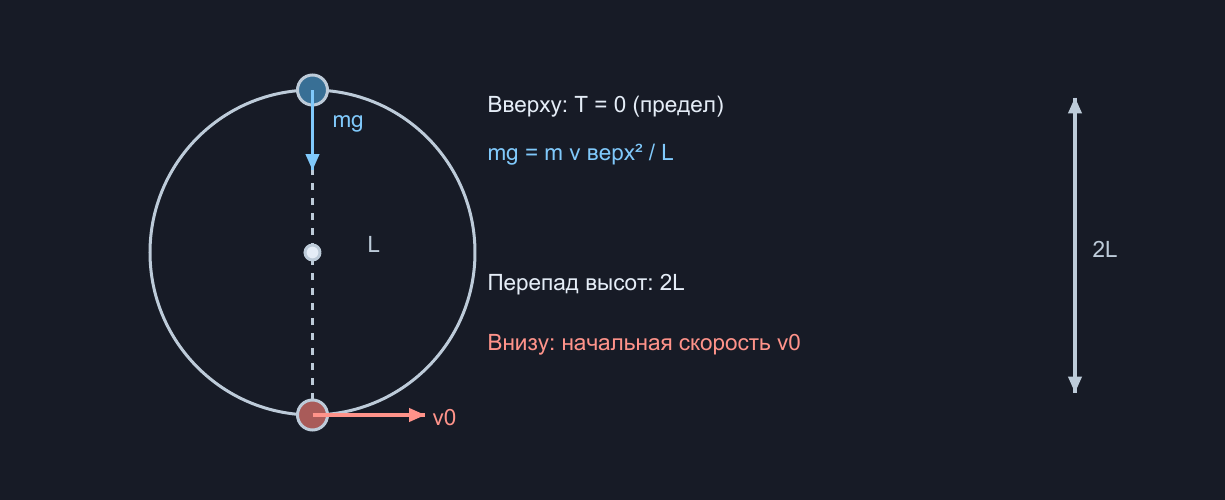 Вверху: T = 0 (предел)
mg
mg = m v верх² / L
L
2L
Перепад высот: 2L
Внизу: начальная скорость v0
v0